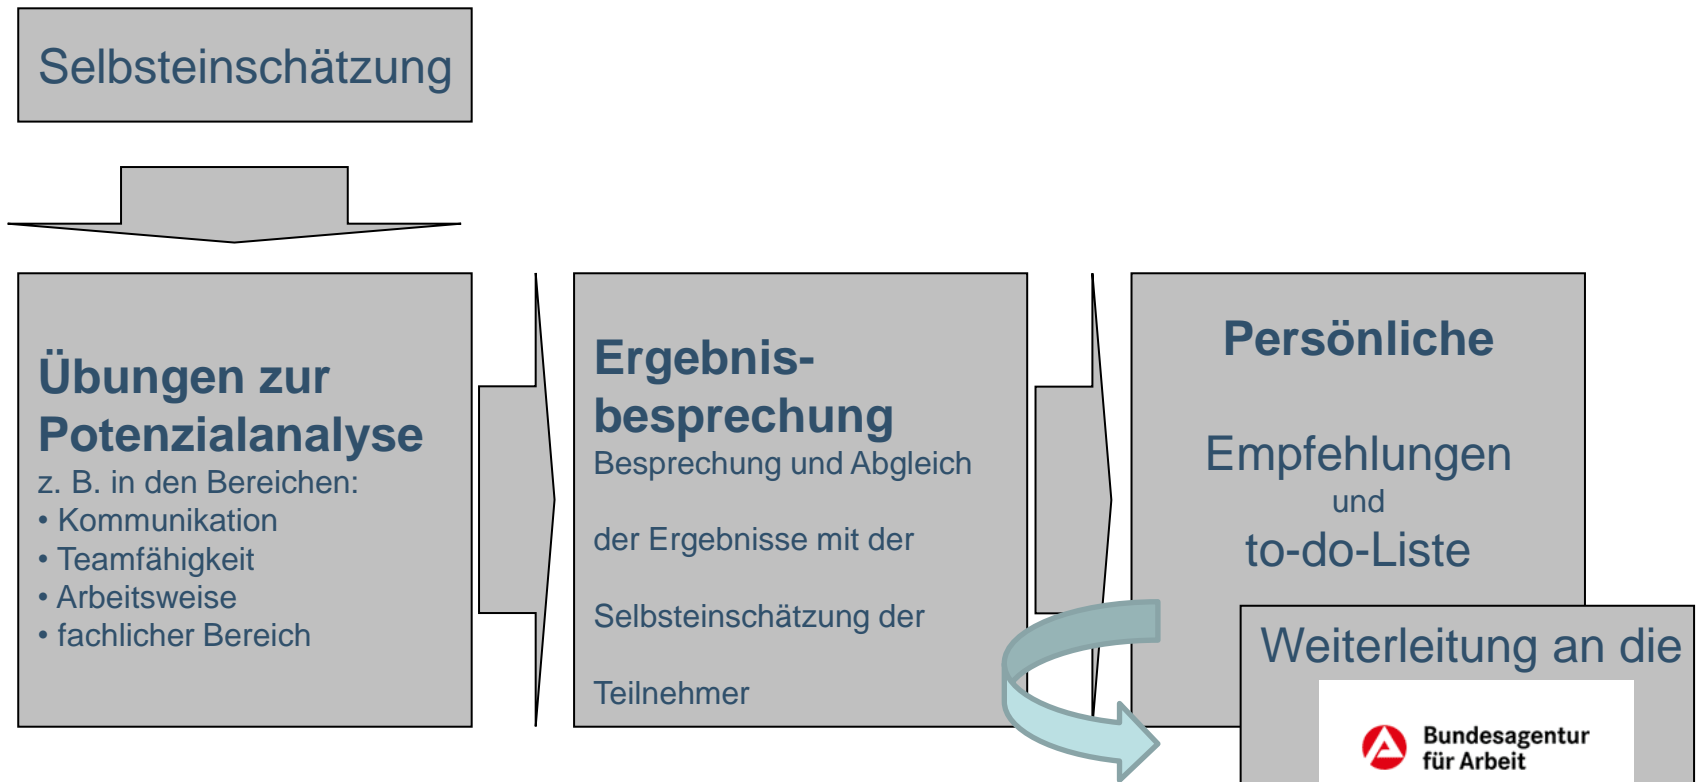 Selbsteinschätzung
Übungen zur
Potenzialanalyse
z. B. in den Bereichen:
• Kommunikation
• Teamfähigkeit
• Arbeitsweise
• fachlicher Bereich
Ergebnis-
besprechung
Besprechung und Abgleich
der Ergebnisse mit der
Selbsteinschätzung der
Teilnehmer
Persönliche
Empfehlungen
und
to-do-Liste
Weiterleitung an die
Bundesagentur
für Arbeit